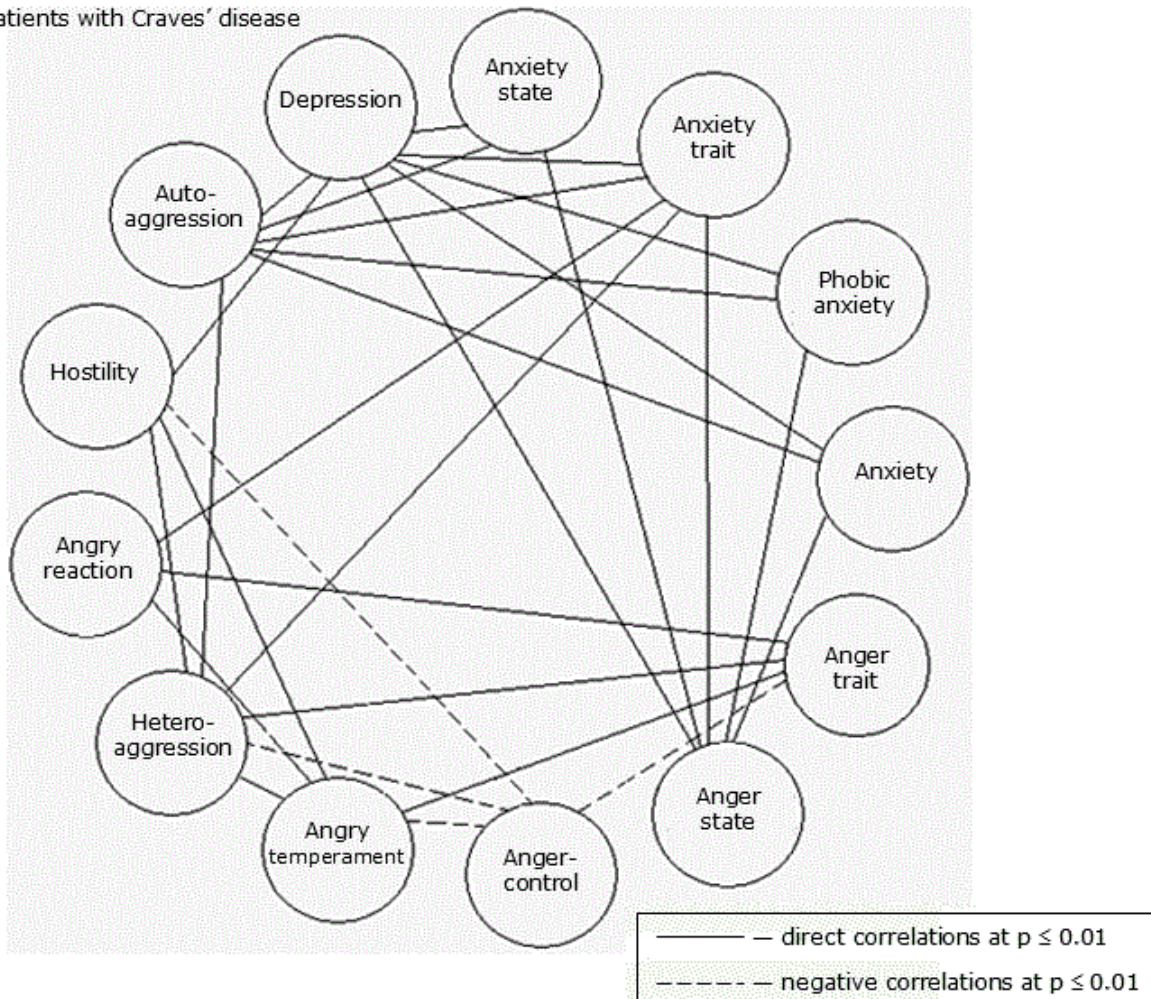 atients with Craves’ disease
Depression
Anxiety
state
Anxiety
trait
Auto-
aggression
Phobic
anxiety
Hostility
Anxiety
Angry
reaction
Anger
trait
Hetero-
aggression
Anger
state
Angry
temperament
Anger-
control
— direct correlations at p ≤ 0.01
— negative correlations at p ≤ 0.01